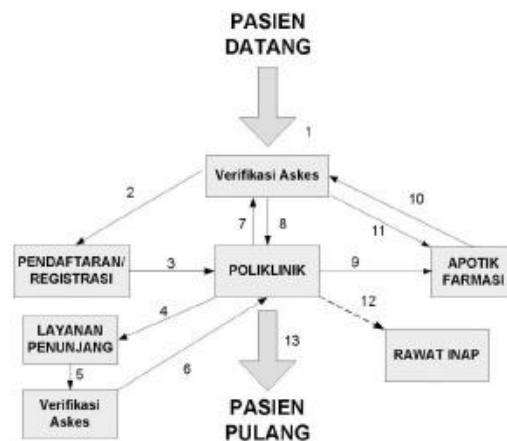 PASIEN
DATANG
1
Verifikasi Askes
2
10
7
8
11
PENDAFTARAN/
REGISTRASI
3
POLIKLINIK
9
APOTIK
FARMASI
4
12
LAYANAN
PENUNJANG
13
RAWAT INAP
5
6
Verifikasi
Askes
PASIEN
PULANG